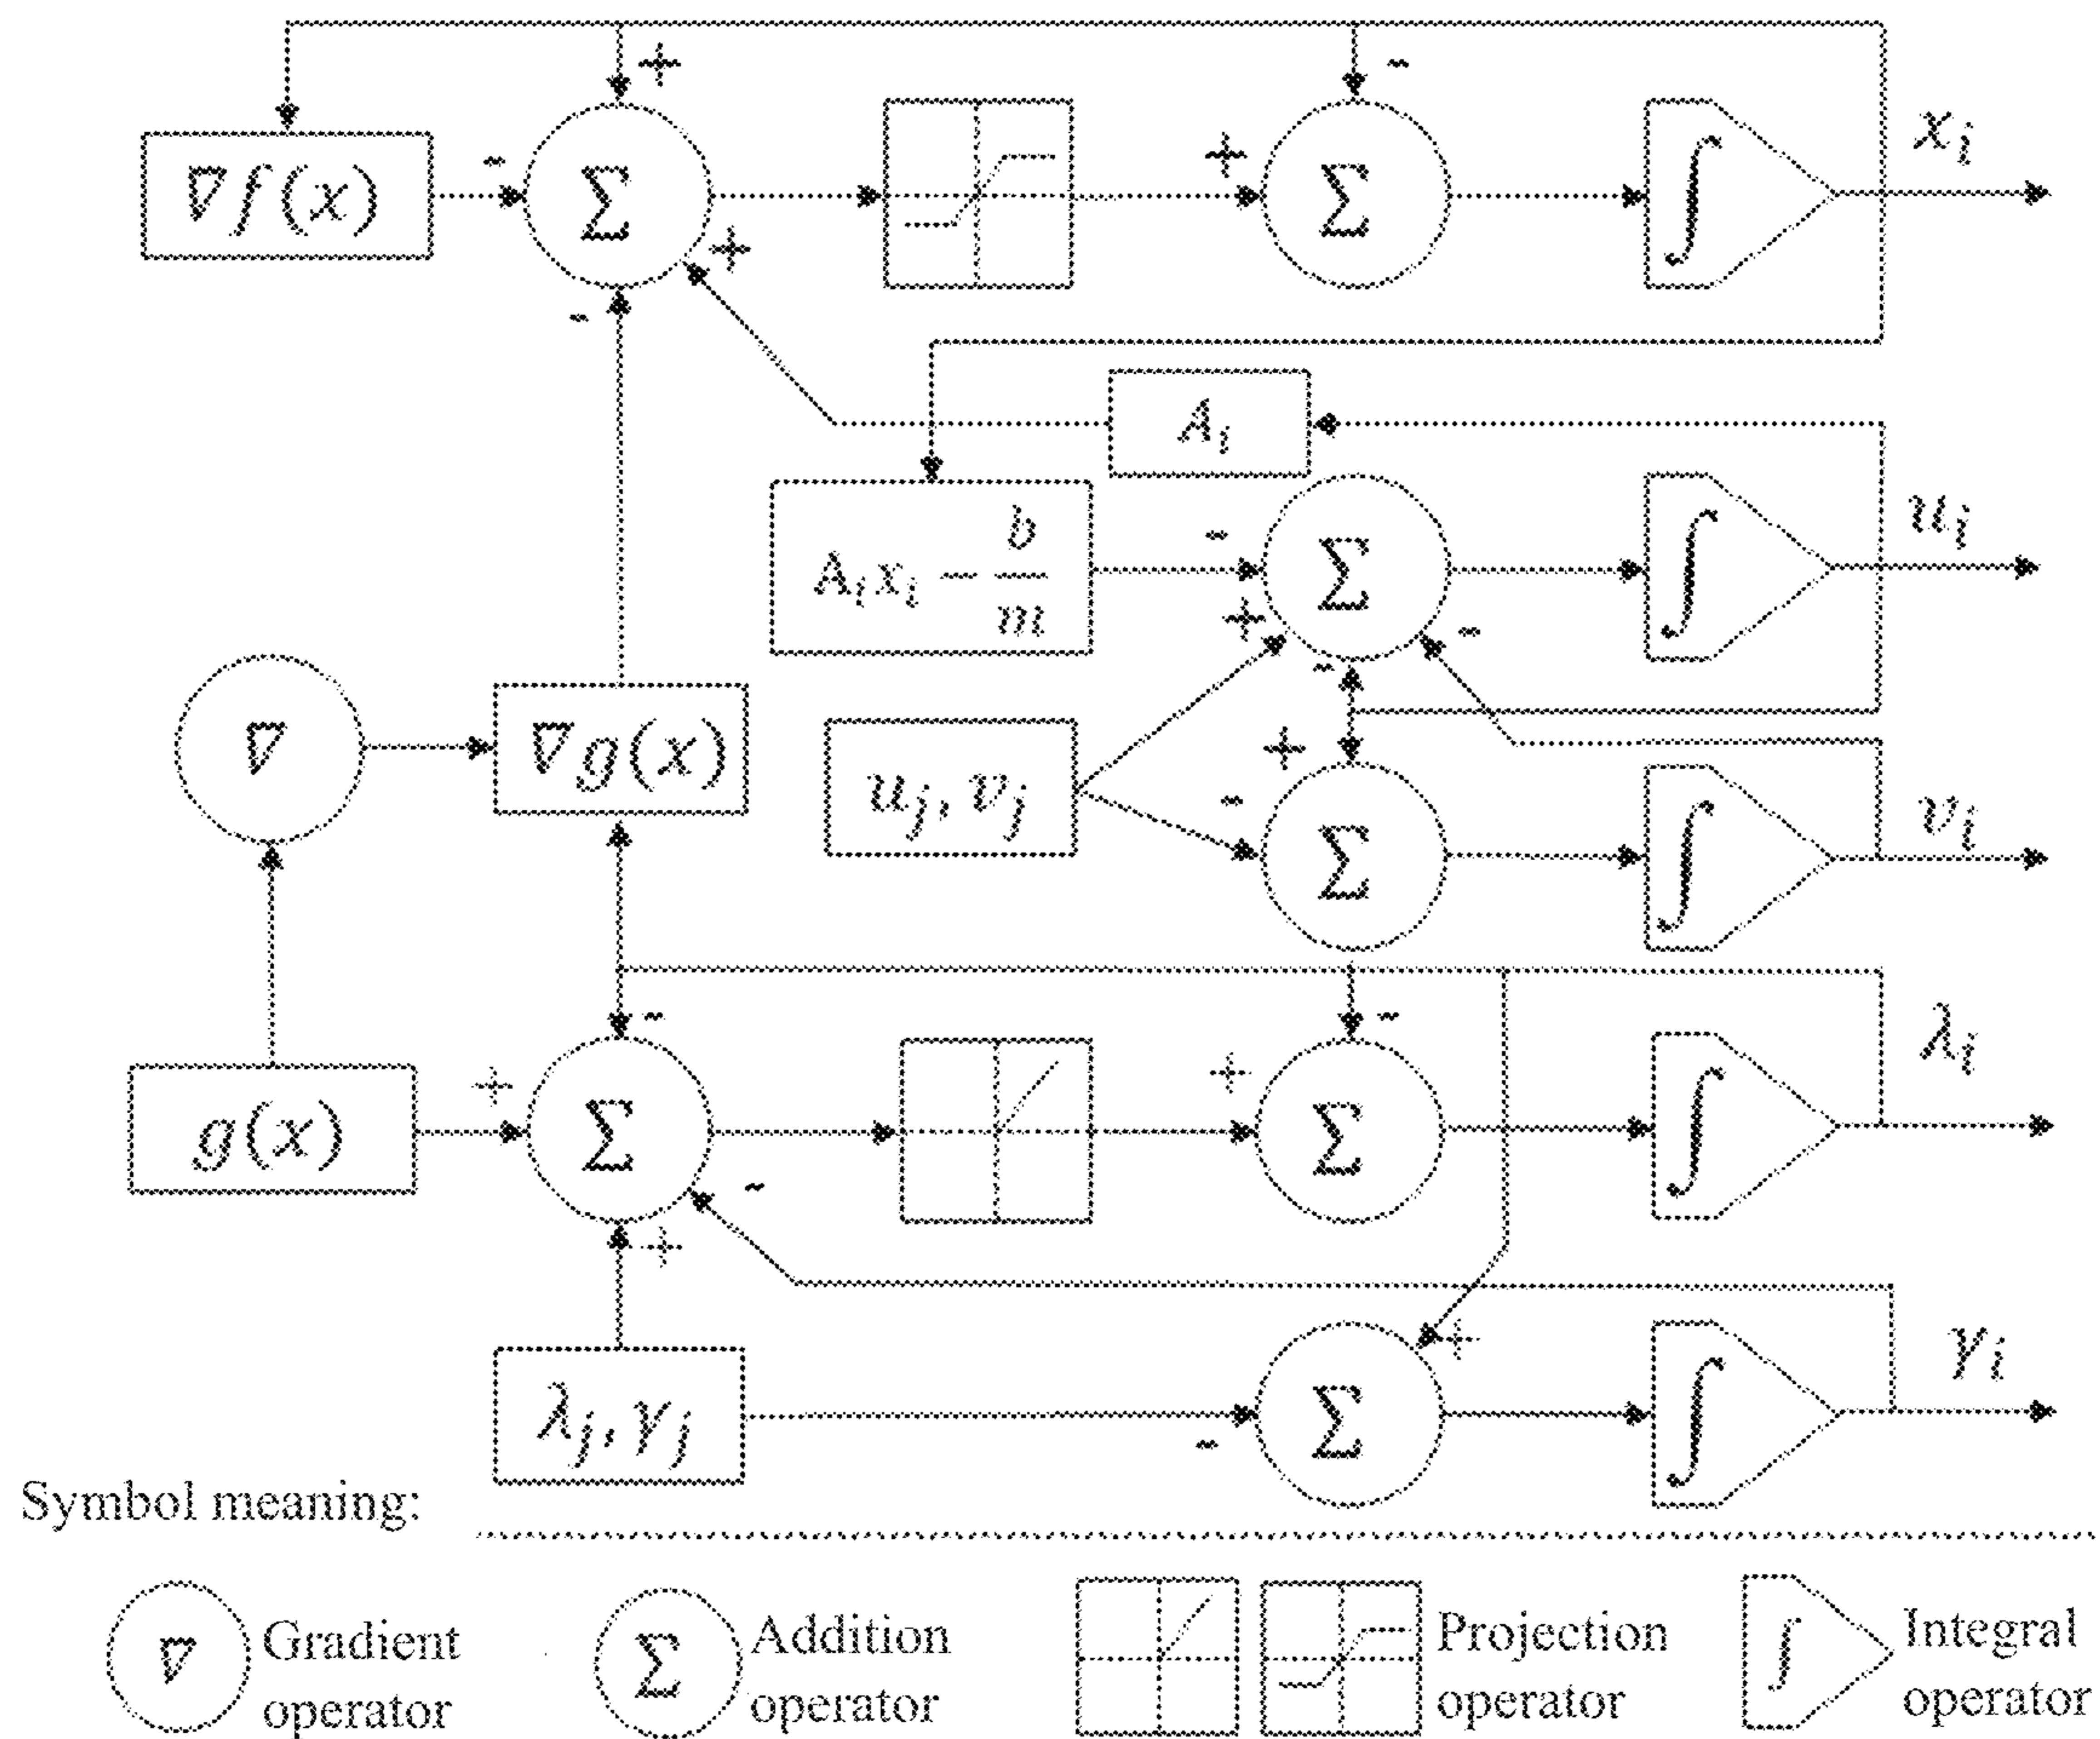 +
-
∇f(x)
-
Σ
+
-
+
Σ
∫
x_i
A_i
A_i x_i − b/m
-
+
Σ
-
-
∫
u_i
∇
∇g(x)
u_j, v_j
+
-
Σ
∫
v_i
g(x)
+
-
Σ
-
+
+
-
Σ
∫
λ_i
λ_j, γ_j
-
+
Σ
∫
γ_i
Symbol meaning:
∇ Gradient operator
Σ Addition operator
Projection operator
∫ Integral operator